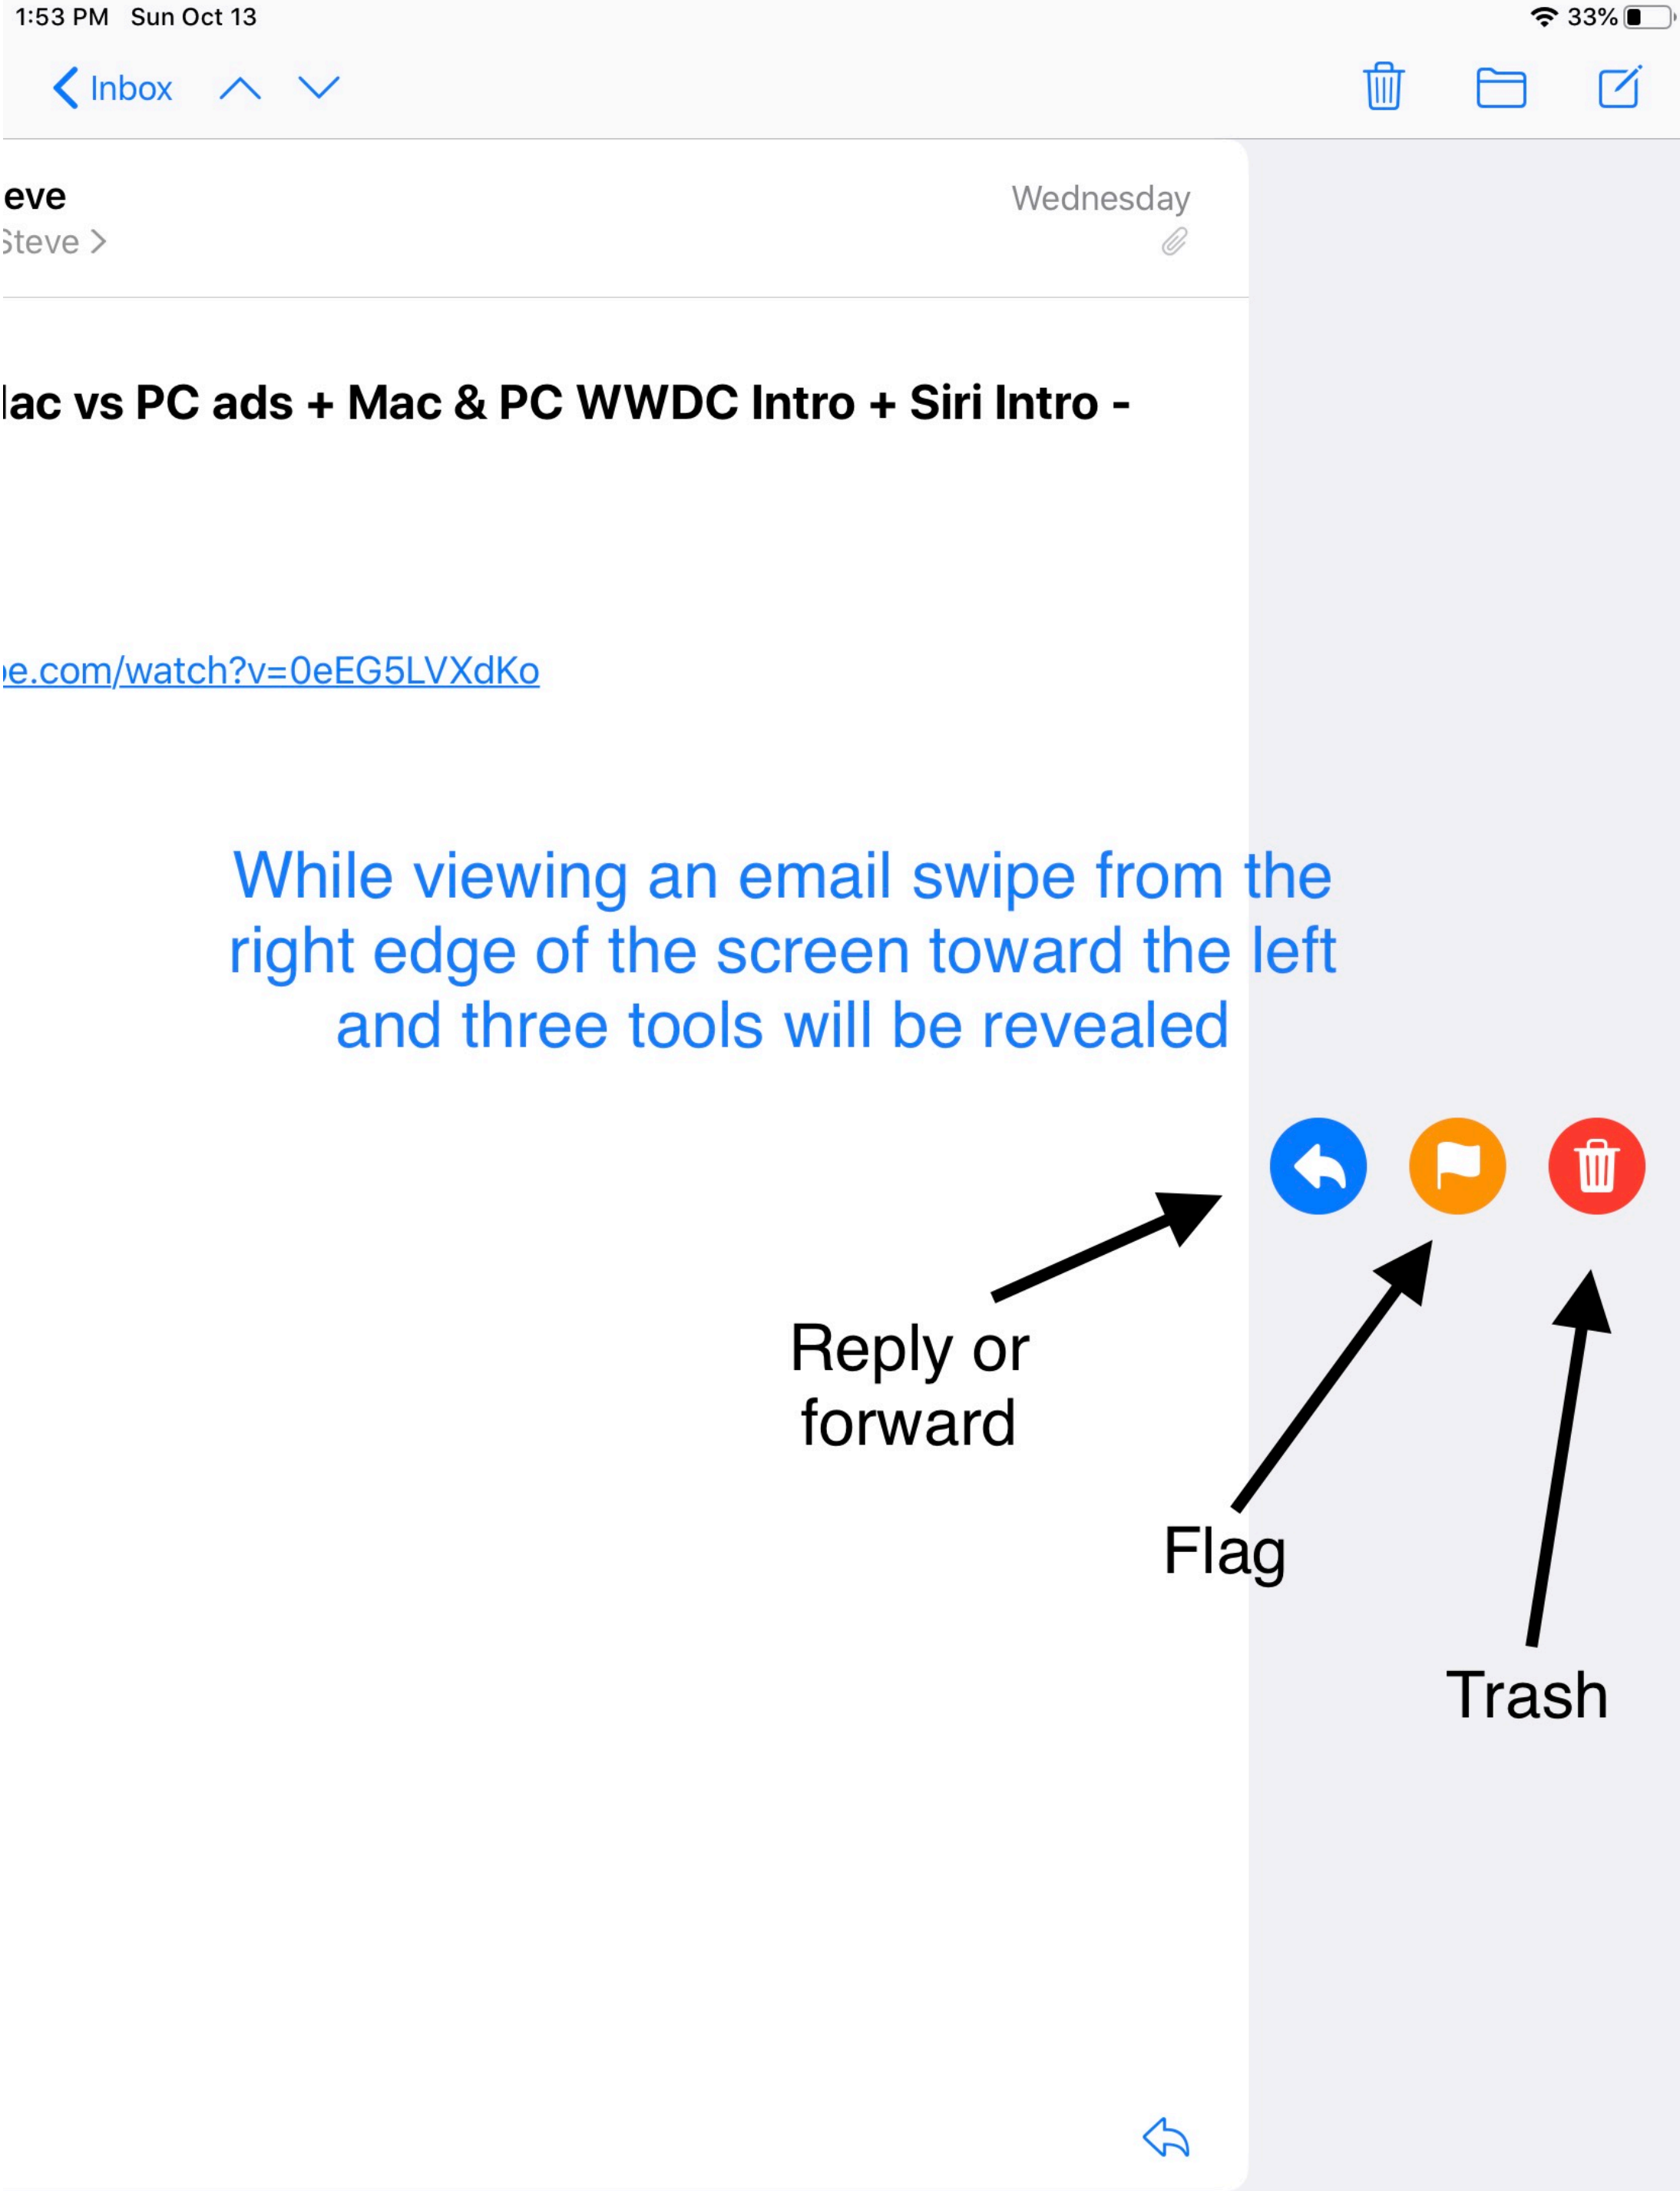 1:53 PM Sun Oct 13 33%
Inbox
eve Wednesday
Steve >
ac vs PC ads + Mac & PC WWDC Intro + Siri Intro -
e.com/watch?v=0eEG5LVXdKo
While viewing an email swipe from the
right edge of the screen toward the left
and three tools will be revealed
Reply or
forward
Flag
Trash